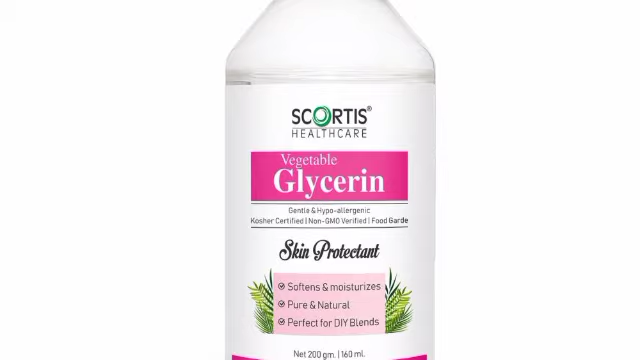 SCORTIS®
HEALTHCARE
Vegetable
Glycerin
Gentle & Hypo-allergenic
Kosher Certified | Non-GMO Verified | Food Garde
Skin Protectant
Softens & moisturizes
Pure & Natural
Perfect for DIY Blends
Net 200 gm. | 160 ml.